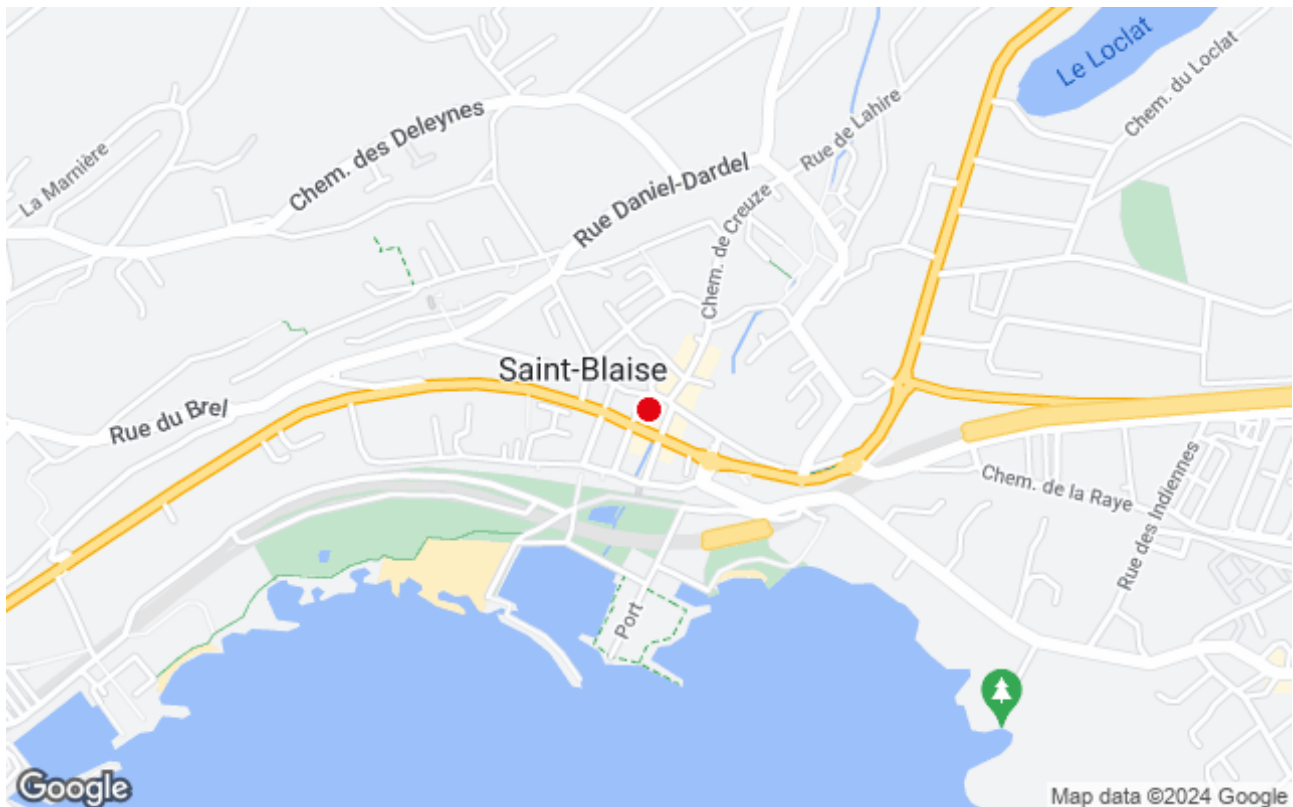 Le Loclat
Chem. du Loclat
La Marnière
Chem. des Deleynes
Rue de Lahire
Rue Daniel-Dardel
Chem. de Creuze
Saint-Blaise
Rue du Brel
Chem. de la Raye
Rue des Indiennes
Port
Google
Map data ©2024 Google